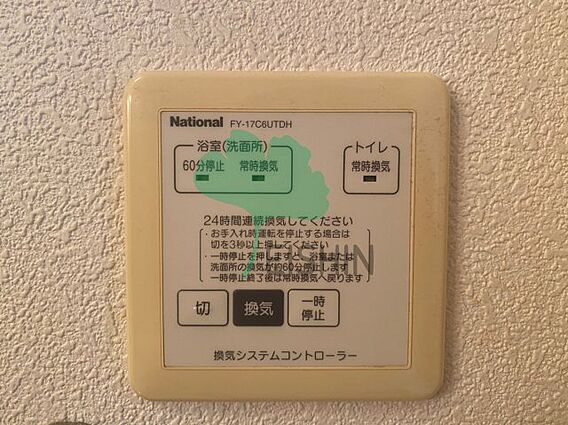 National FY-17C6UTDH
浴室(洗面所)
トイレ
60分停止 常時換気
常時換気
24時間連続換気してください
・お手入れ時運転を停止する場合は
切を3秒以上押してください
・一時停止を押しますと、浴室または
洗面所の換気が約60分停止します
・一時停止終了後は常時換気へ戻ります
EISHIN
切
換気
一時
停止
換気システムコントローラー